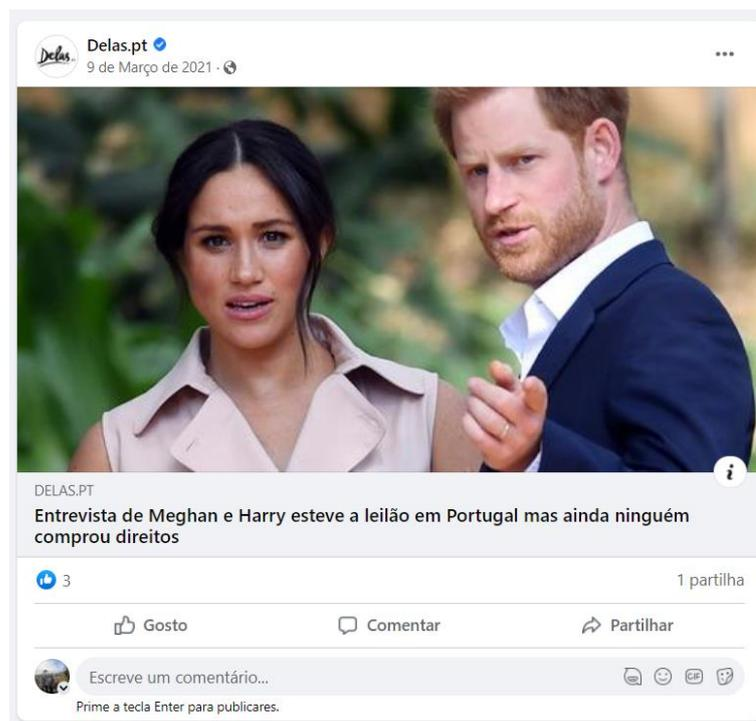 Delas.
Delas.pt
9 de Março de 2021 ·
DELAS.PT
Entrevista de Meghan e Harry esteve a leilão em Portugal mas ainda ninguém
comprou direitos
3
1 partilha
Gosto
Comentar
Partilhar
Escreve um comentário...
GIF
Prime a tecla Enter para publicares.